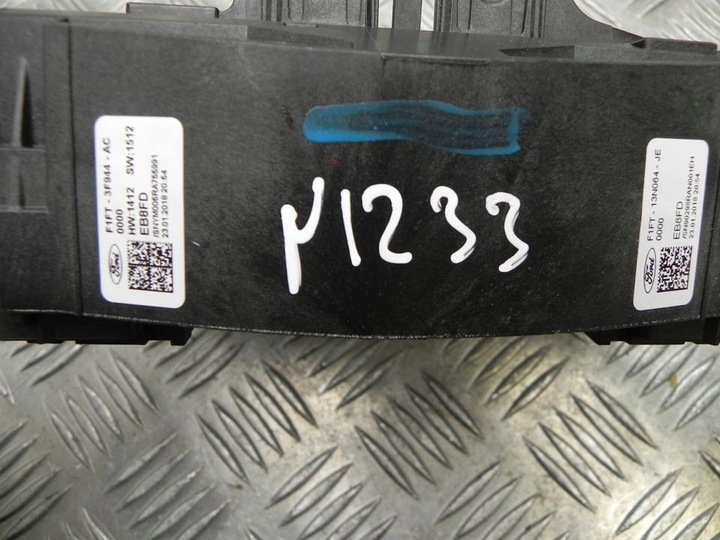 F1FT - 3F944 - AC
0000
HW:1412 SW:1512
EB8FD
23.01.2018 20:54
Ford
µ1233
F1FT - 13N064 - JE
0000
EB8FD
23.01.2018 20:54
Ford